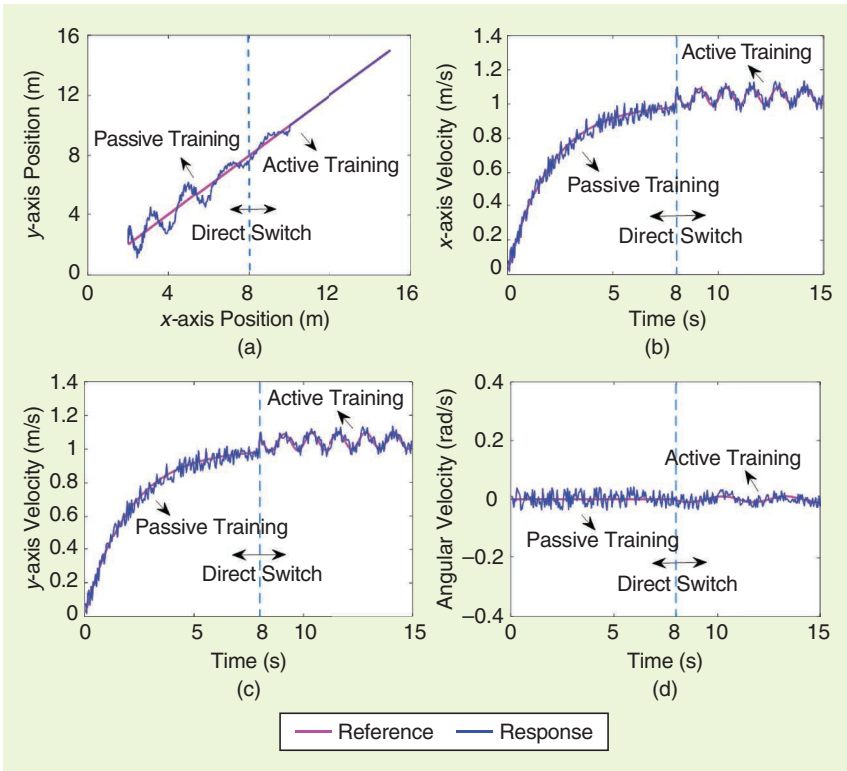 16
12
8
4
0
y-axis Position (m)
Passive Training
Active Training
Direct Switch
0 4 8 12 16
x-axis Position (m)
(a)
1.4
1.2
1
0.8
0.6
0.4
0.2
0
x-axis Velocity (m/s)
Active Training
Passive Training
Direct Switch
0 5 8 10 15
Time (s)
(b)
1.4
1.2
1
0.8
0.6
0.4
0.2
0
y-axis Velocity (m/s)
Active Training
Passive Training
Direct Switch
0 5 8 10 15
Time (s)
(c)
0.4
0.2
0
–0.2
–0.4
Angular Velocity (rad/s)
Active Training
Passive Training
Direct Switch
0 5 8 10 15
Time (s)
(d)
Reference Response